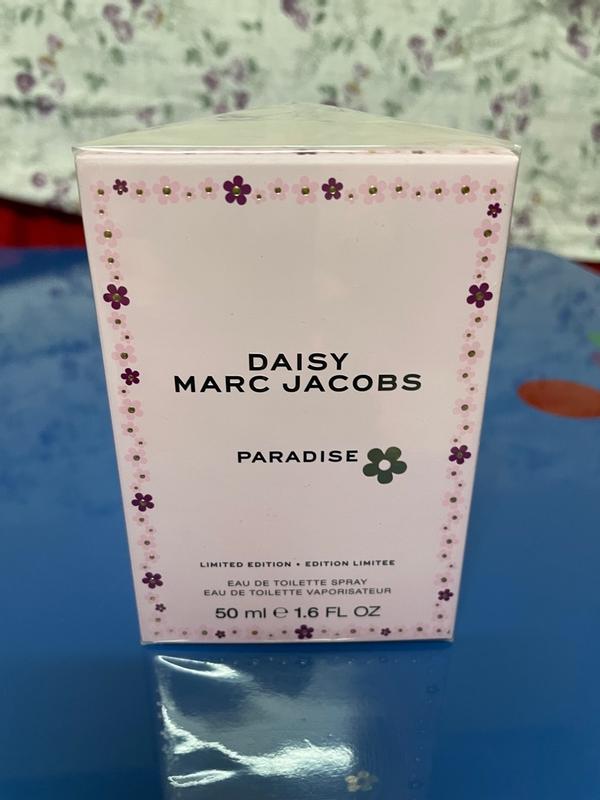 DAISY
MARC JACOBS
PARADISE
LIMITED EDITION • EDITION LIMITEE
EAU DE TOILETTE SPRAY
EAU DE TOILETTE VAPORISATEUR
50 ml ℮ 1.6 FL OZ